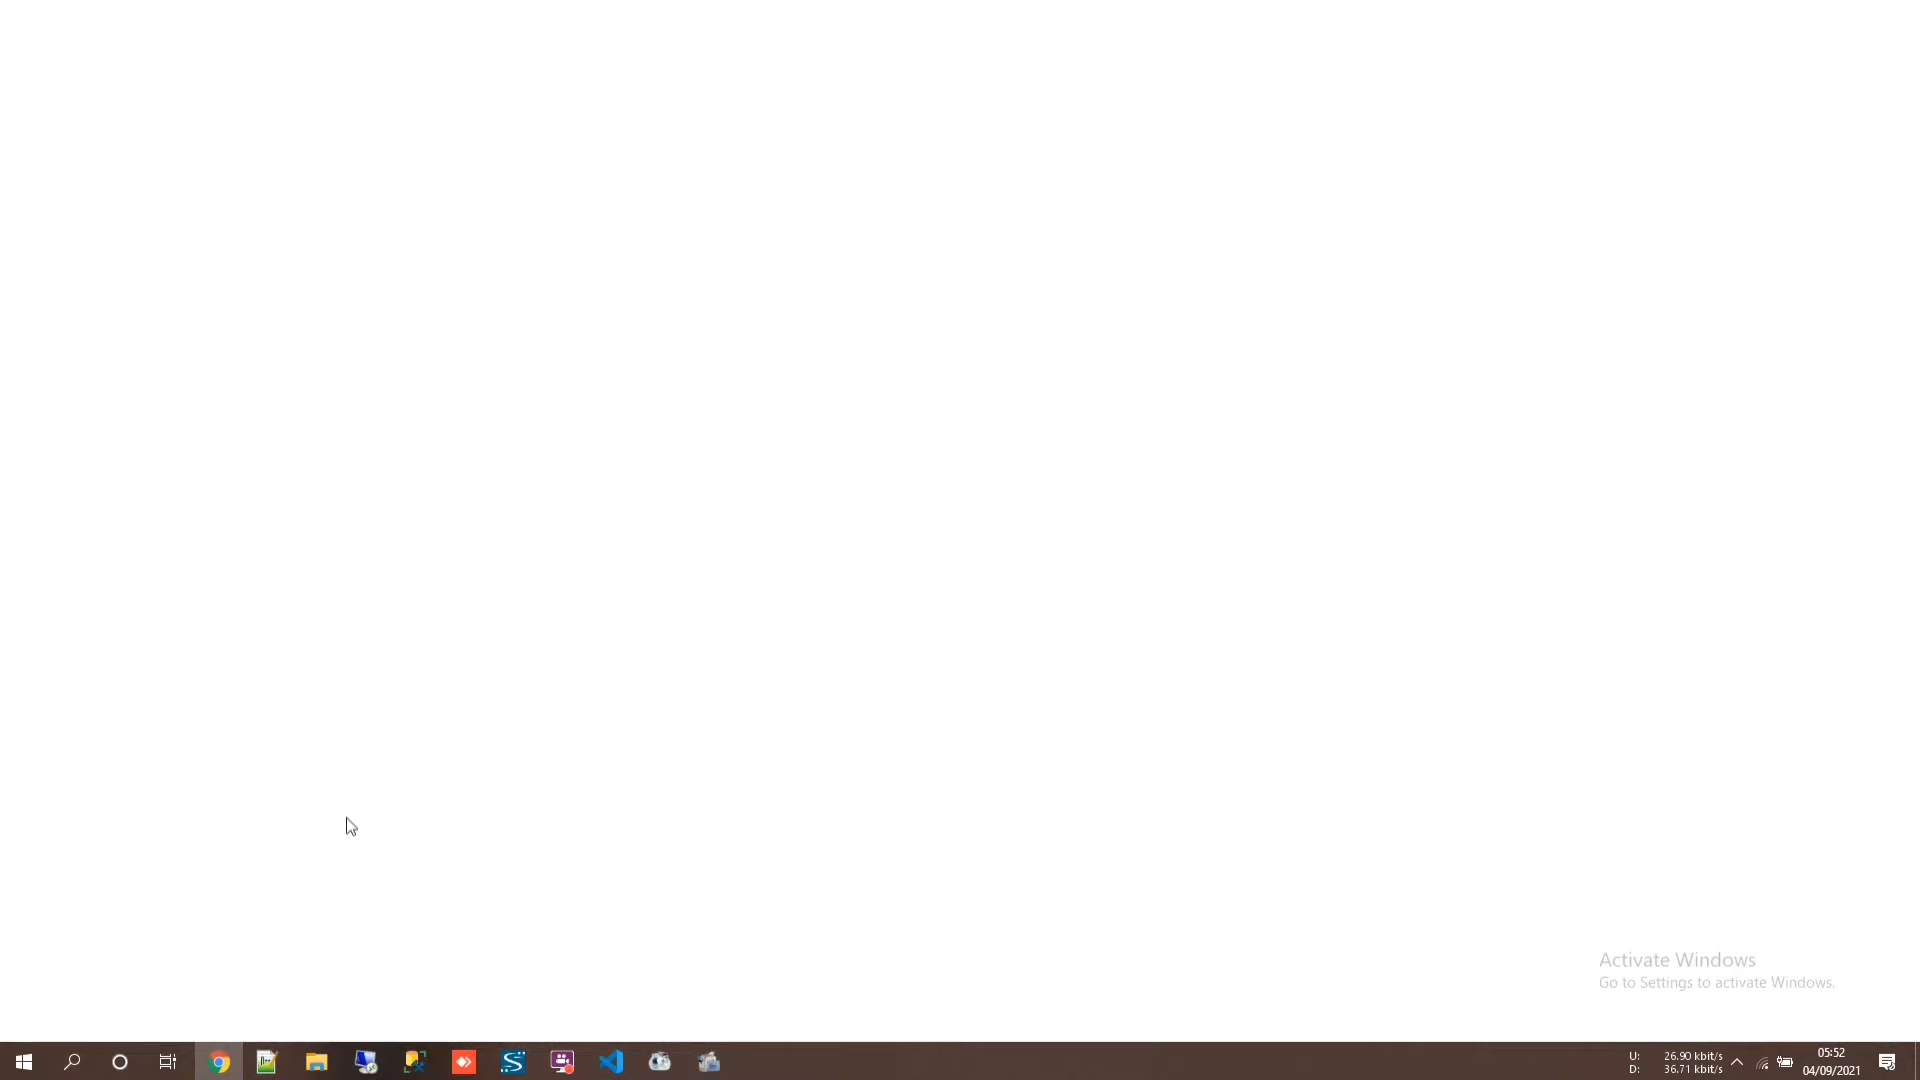 Activate Windows
Go to Settings to activate Windows.
U: 26.90 kbit/s
D: 36.71 kbit/s
05:52
04/09/2021